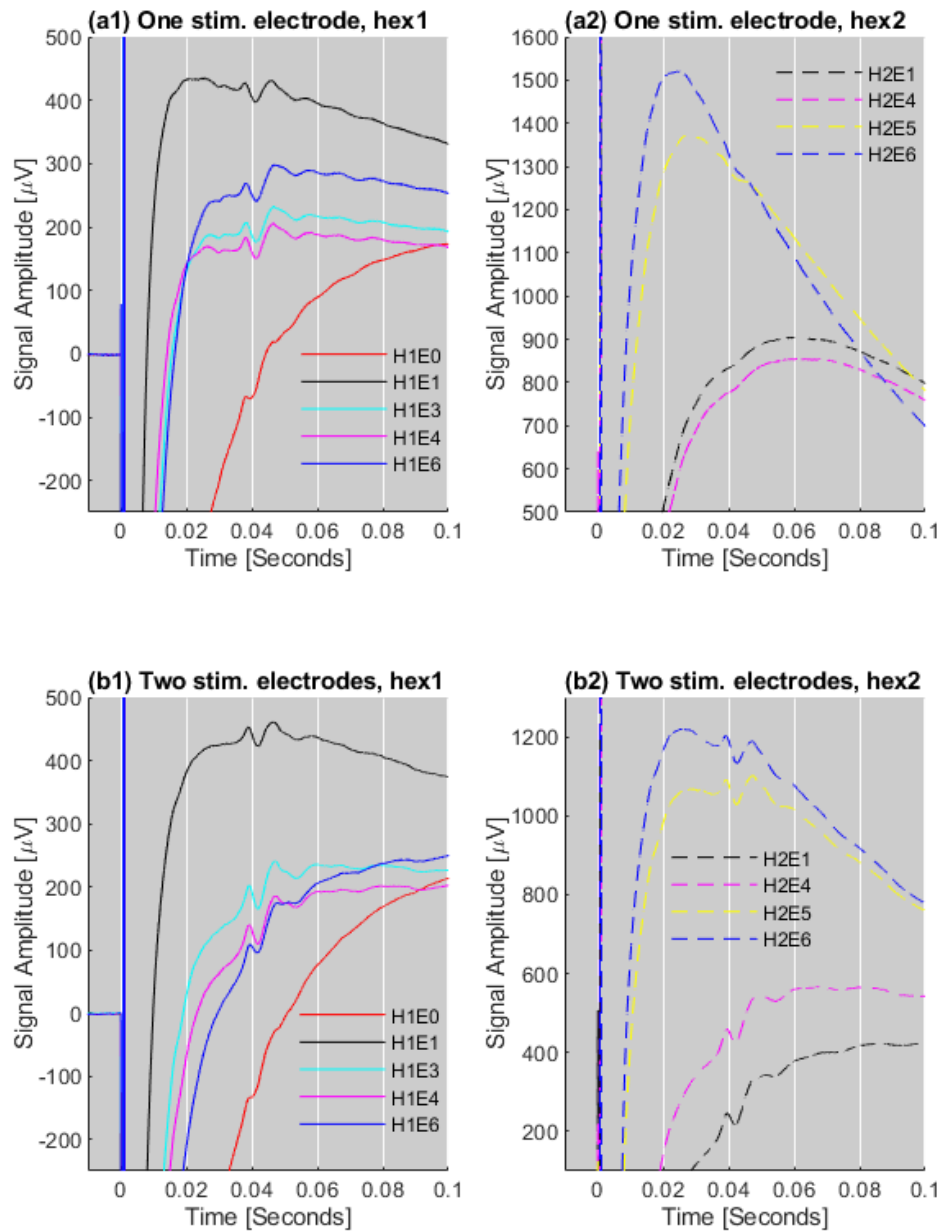 (a1) One stim. electrode, hex1
500
400
300
200
100
0
-100
-200
Signal Amplitude [μV]
H1E0
H1E1
H1E3
H1E4
H1E6
0 0.02 0.04 0.06 0.08 0.1
Time [Seconds]
(a2) One stim. electrode, hex2
1600
1500
1400
1300
1200
1100
1000
900
800
700
600
500
Signal Amplitude [μV]
H2E1
H2E4
H2E5
H2E6
0 0.02 0.04 0.06 0.08 0.1
Time [Seconds]
(b1) Two stim. electrodes, hex1
500
400
300
200
100
0
-100
-200
Signal Amplitude [μV]
H1E0
H1E1
H1E3
H1E4
H1E6
0 0.02 0.04 0.06 0.08 0.1
Time [Seconds]
(b2) Two stim. electrodes, hex2
1200
1000
800
600
400
200
Signal Amplitude [μV]
H2E1
H2E4
H2E5
H2E6
0 0.02 0.04 0.06 0.08 0.1
Time [Seconds]